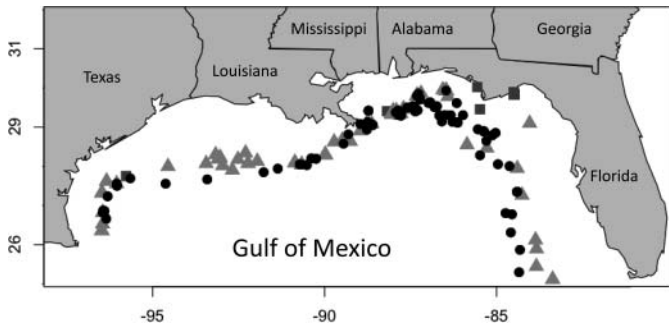 Mississippi Alabama Georgia
Texas Louisiana
Florida
Gulf of Mexico
31
29
26
-95 -90 -85